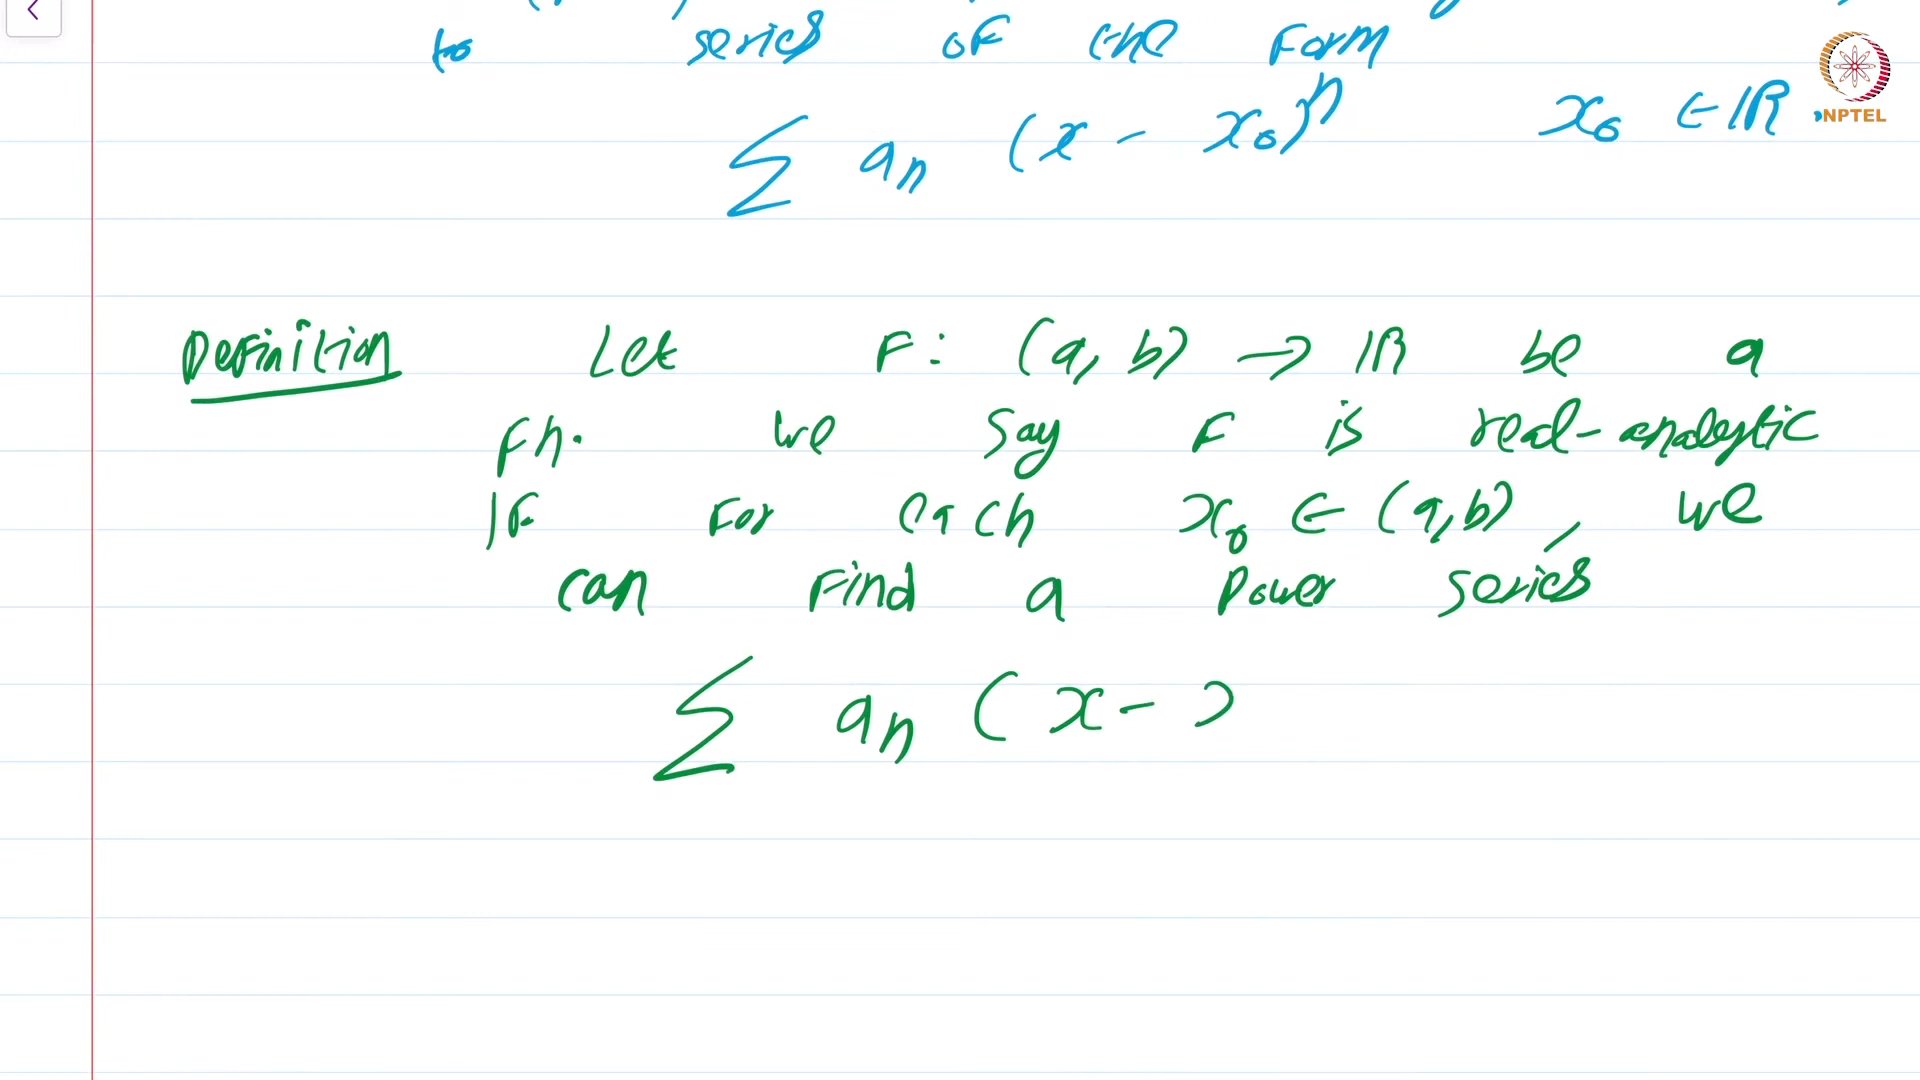 to series of the form
∑ aₙ (x - x₀)ⁿ x₀ ∈ ℝ
NPTEL
Definition Let F: (a, b) → ℝ be a
Fn. We say F is real-analytic
IF For each x₀ ∈ (a,b), we
can Find a Power series
∑ aₙ (x -